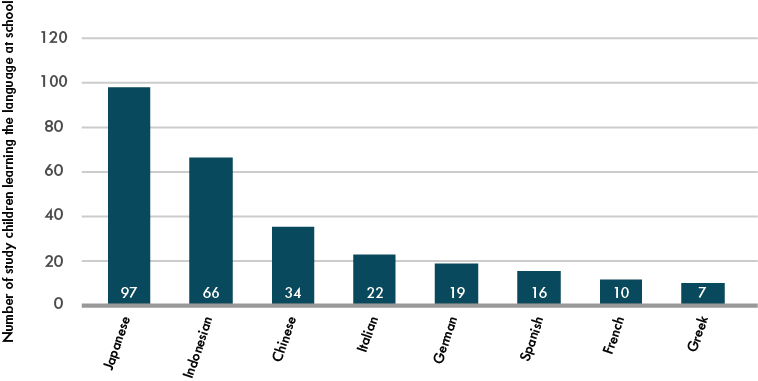 Number of study children learning the language at school
120
100
80
60
40
20
0
97
66
34
22
19
16
10
7
Japanese
Indonesian
Chinese
Italian
German
Spanish
French
Greek